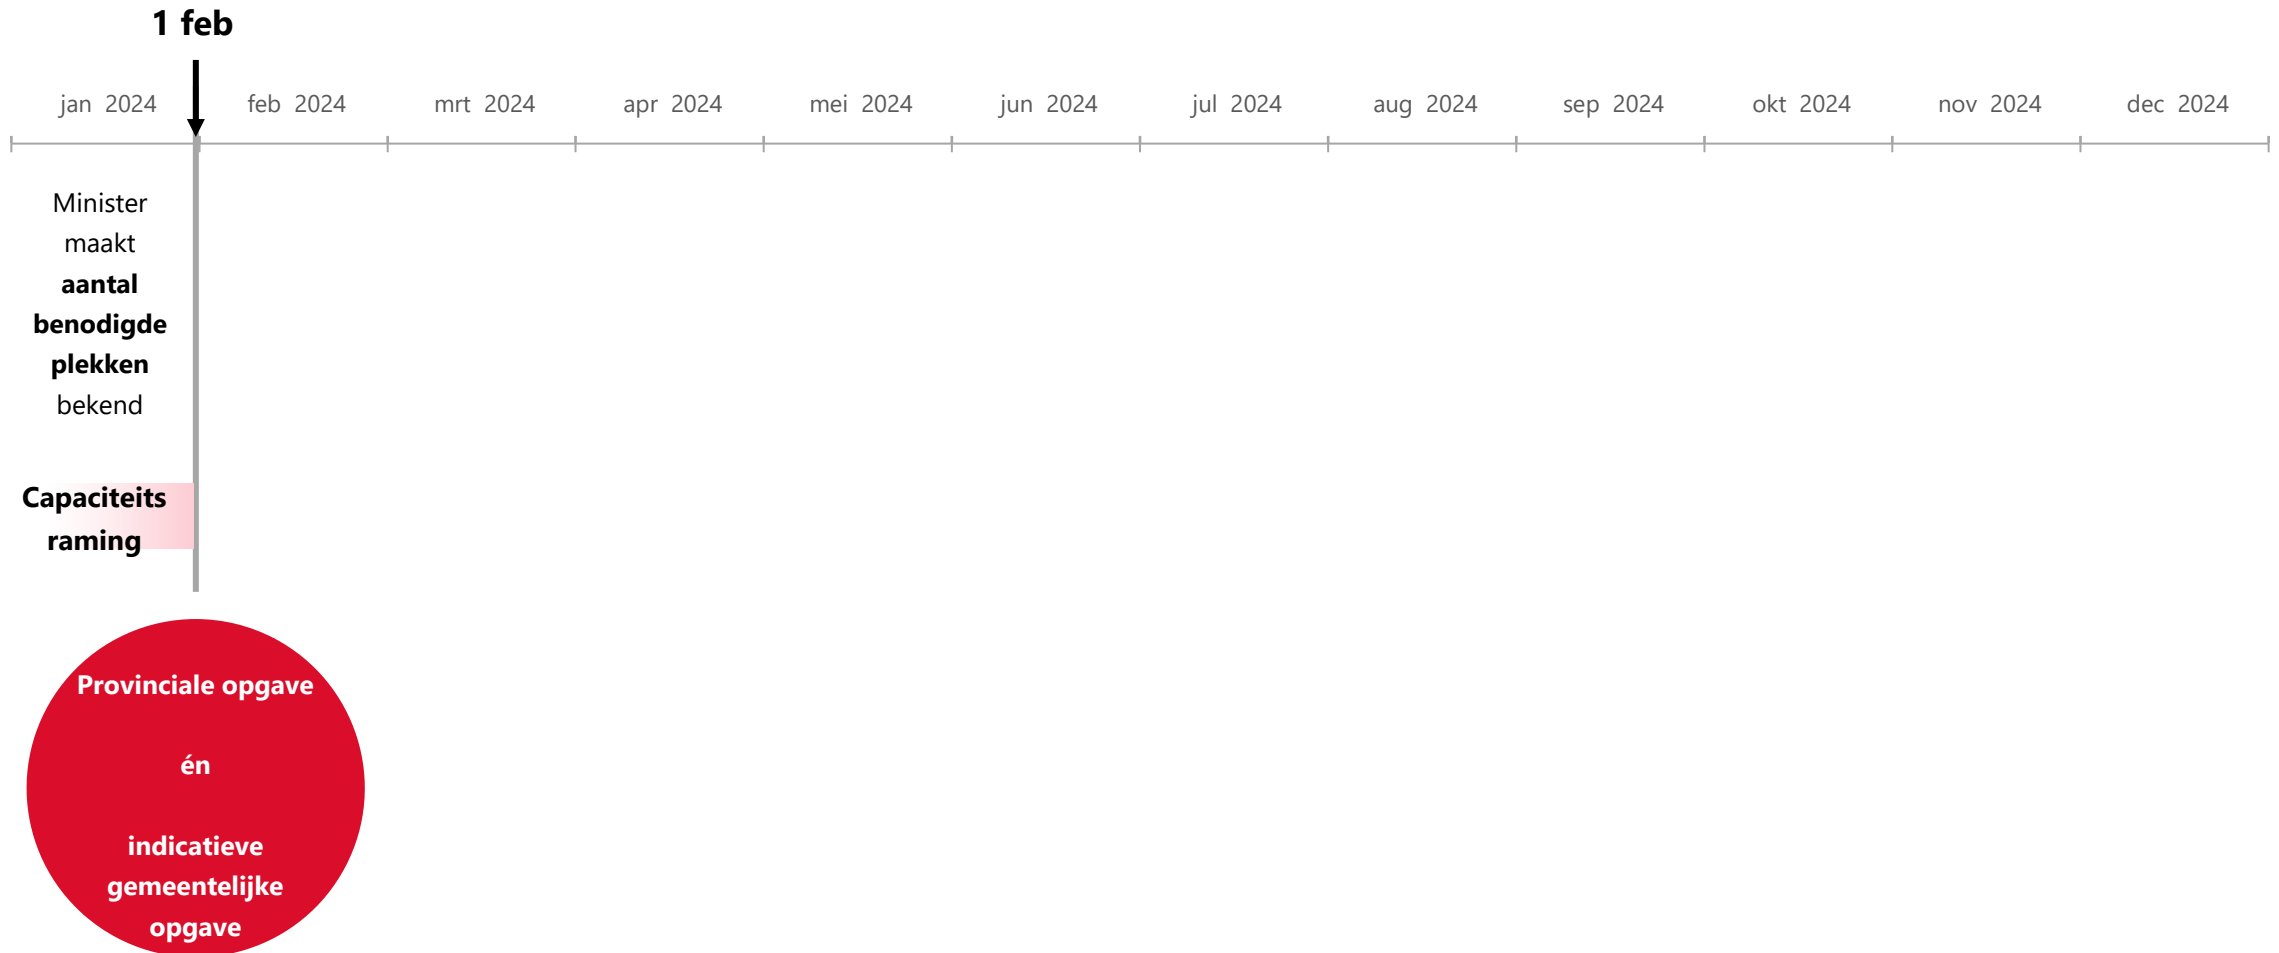 1 feb
jan 2024 feb 2024 mrt 2024 apr 2024 mei 2024 jun 2024 jul 2024 aug 2024 sep 2024 okt 2024 nov 2024 dec 2024
Minister
maakt
aantal
benodigde
plekken
bekend
Capaciteits
raming
Provinciale opgave
én
indicatieve
gemeentelijke
opgave